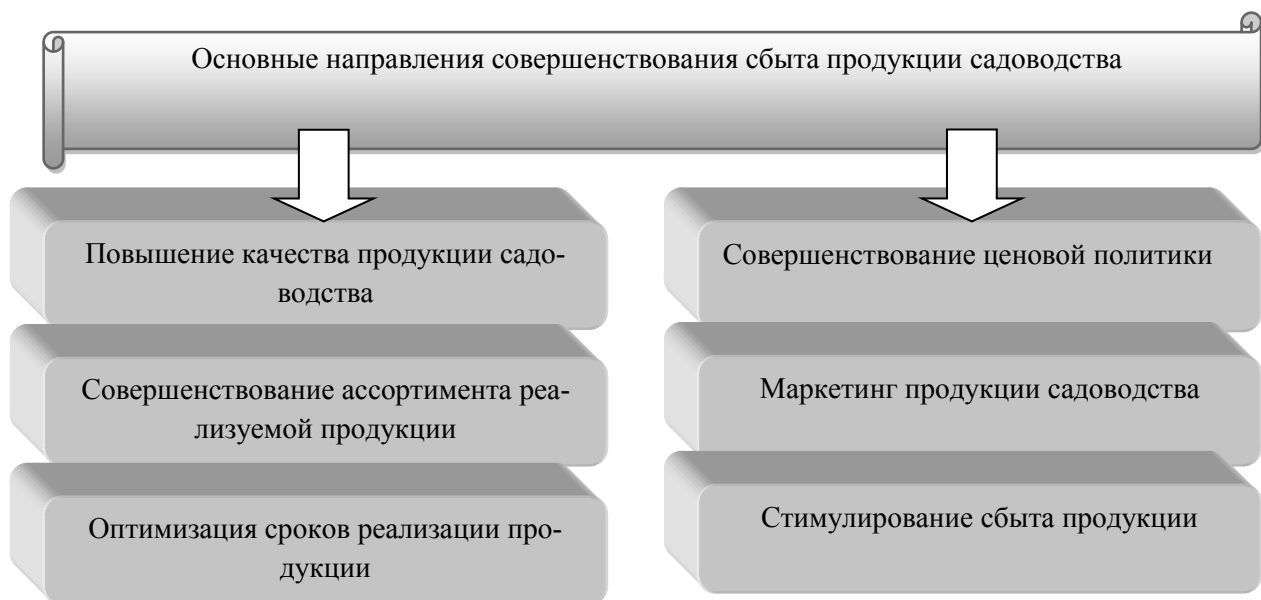 Основные направления совершенствования сбыта продукции садоводства
Повышение качества продукции садо-
водства
Совершенствование ассортимента реа-
лизуемой продукции
Оптимизация сроков реализации про-
дукции
Совершенствование ценовой политики
Маркетинг продукции садоводства
Стимулирование сбыта продукции